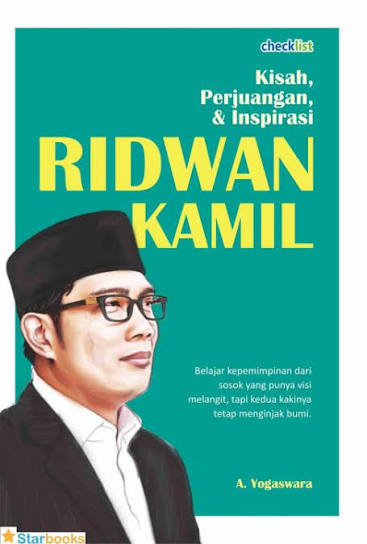 checklist
Kisah,
Perjuangan,
& Inspirasi
RIDWAN
KAMIL
Belajar kepemimpinan dari
sosok yang punya visi
melangit, tapi kedua kakinya
tetap menginjak bumi.
A. Yogaswara
Starbooks